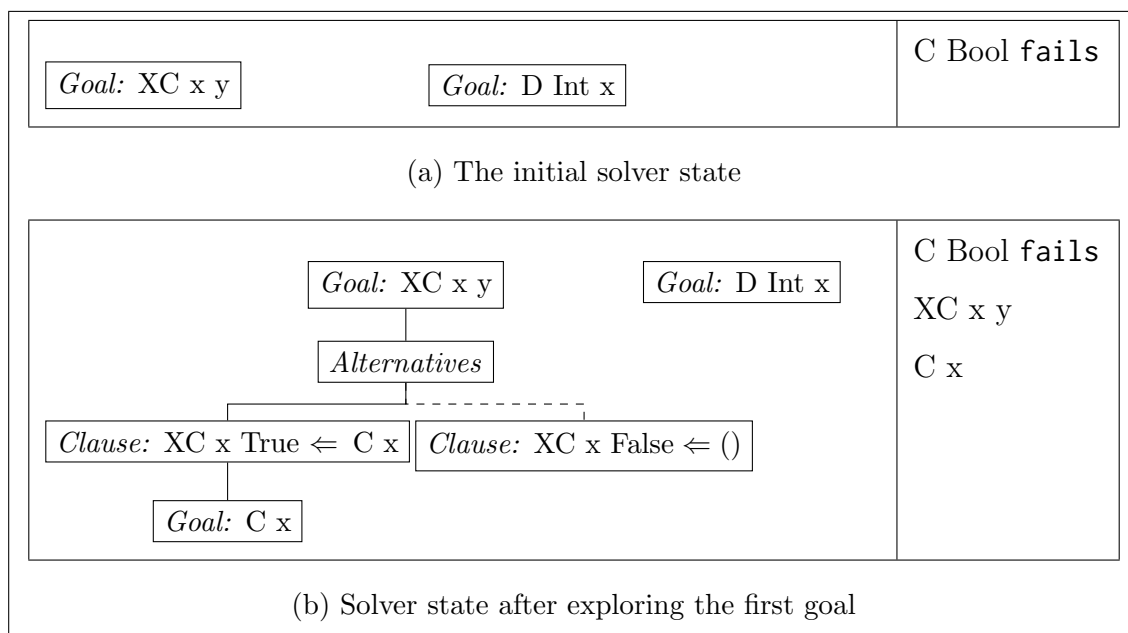 Goal: XC x y
Goal: D Int x
C Bool fails
(a) The initial solver state
Goal: XC x y
Goal: D Int x
C Bool fails
XC x y
C x
Alternatives
Clause: XC x True ⇐ C x
Clause: XC x False ⇐ ()
Goal: C x
(b) Solver state after exploring the first goal